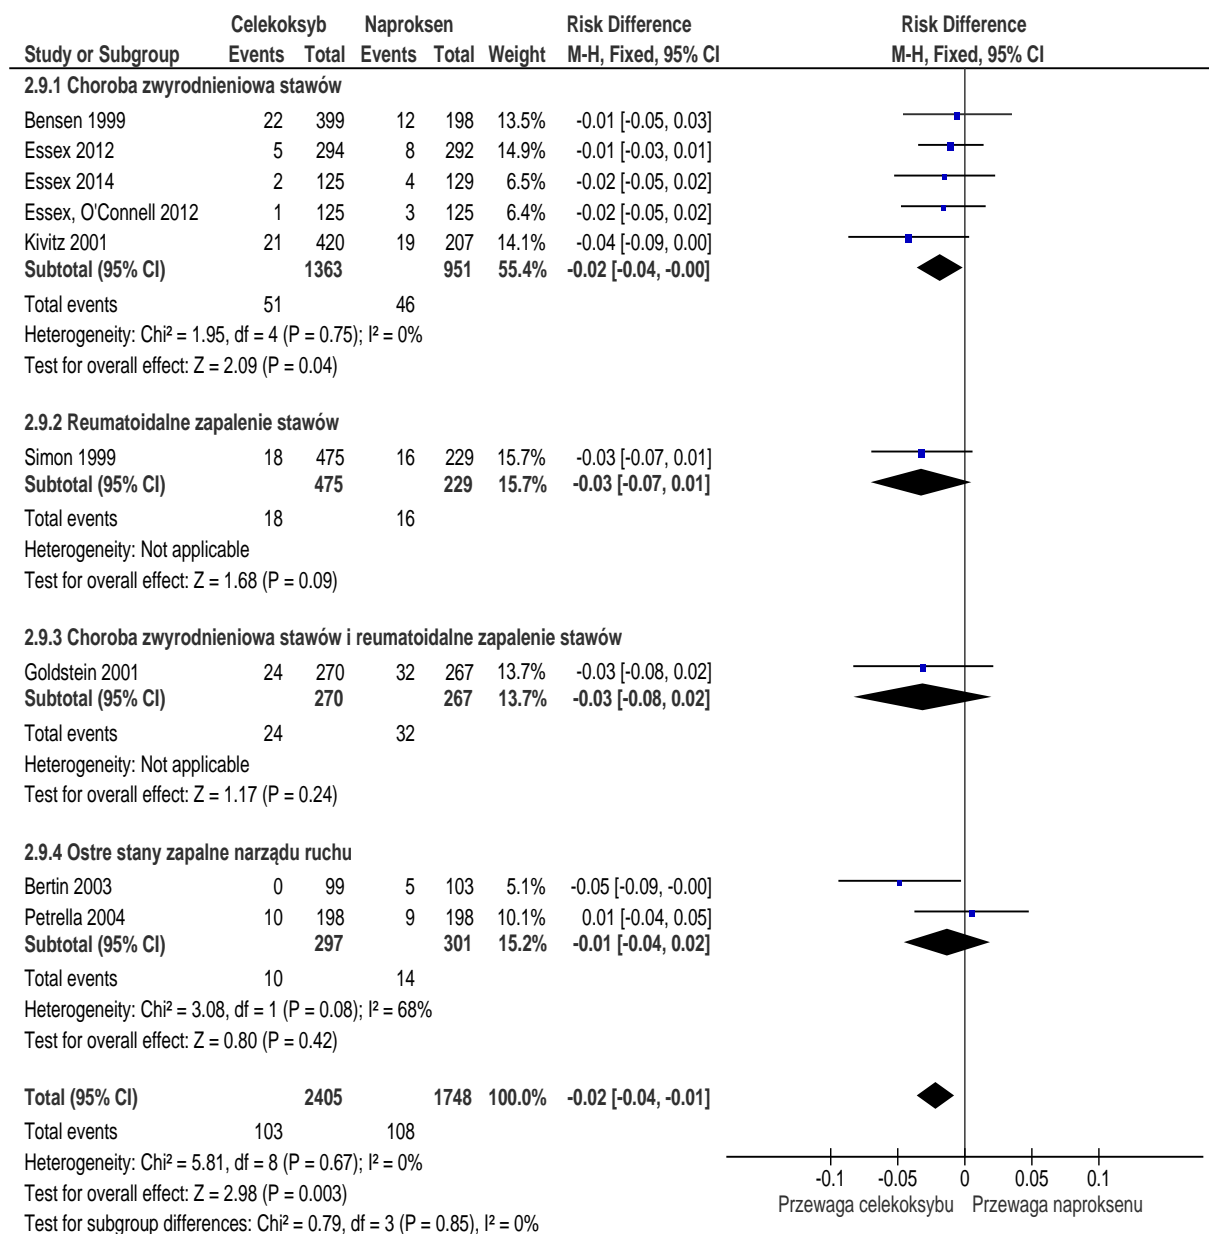 Celekoksyb Naproksen Risk Difference Risk Difference
Study or Subgroup Events Total Events Total Weight M-H, Fixed, 95% CI M-H, Fixed, 95% CI
2.9.1 Choroba zwyrodnieniowa stawów
Bensen 1999 22 399 12 198 13.5% -0.01 [-0.05, 0.03]
Essex 2012 5 294 8 292 14.9% -0.01 [-0.03, 0.01]
Essex 2014 2 125 4 129 6.5% -0.02 [-0.05, 0.02]
Essex, O'Connell 2012 1 125 3 125 6.4% -0.02 [-0.05, 0.02]
Kivitz 2001 21 420 19 207 14.1% -0.04 [-0.09, 0.00]
Subtotal (95% CI) 1363 951 55.4% -0.02 [-0.04, -0.00]
Total events 51 46
Heterogeneity: Chi² = 1.95, df = 4 (P = 0.75); I² = 0%
Test for overall effect: Z = 2.09 (P = 0.04)
2.9.2 Reumatoidalne zapalenie stawów
Simon 1999 18 475 16 229 15.7% -0.03 [-0.07, 0.01]
Subtotal (95% CI) 475 229 15.7% -0.03 [-0.07, 0.01]
Total events 18 16
Heterogeneity: Not applicable
Test for overall effect: Z = 1.68 (P = 0.09)
2.9.3 Choroba zwyrodnieniowa stawów i reumatoidalne zapalenie stawów
Goldstein 2001 24 270 32 267 13.7% -0.03 [-0.08, 0.02]
Subtotal (95% CI) 270 267 13.7% -0.03 [-0.08, 0.02]
Total events 24 32
Heterogeneity: Not applicable
Test for overall effect: Z = 1.17 (P = 0.24)
2.9.4 Ostre stany zapalne narządu ruchu
Bertin 2003 0 99 5 103 5.1% -0.05 [-0.09, -0.00]
Petrella 2004 10 198 9 198 10.1% 0.01 [-0.04, 0.05]
Subtotal (95% CI) 297 301 15.2% -0.01 [-0.04, 0.02]
Total events 10 14
Heterogeneity: Chi² = 3.08, df = 1 (P = 0.08); I² = 68%
Test for overall effect: Z = 0.80 (P = 0.42)
Total (95% CI) 2405 1748 100.0% -0.02 [-0.04, -0.01]
Total events 103 108
Heterogeneity: Chi² = 5.81, df = 8 (P = 0.67); I² = 0%
Test for overall effect: Z = 2.98 (P = 0.003)
Test for subgroup differences: Chi² = 0.79, df = 3 (P = 0.85), I² = 0%
-0.1 -0.05 0 0.05 0.1
Przewaga celekoksybu Przewaga naproksenu